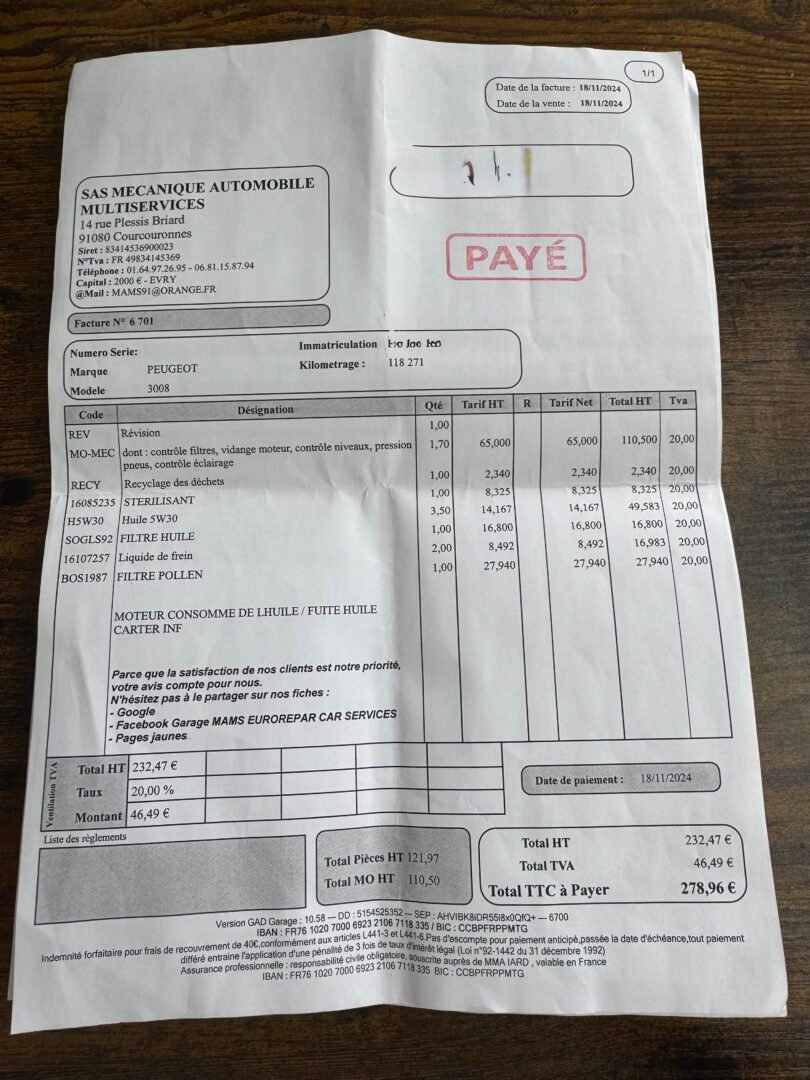 1/1
Date de la facture : 18/11/2024
Date de la vente : 18/11/2024
SAS MECANIQUE AUTOMOBILE
MULTISERVICES
14 rue Plessis Briard
91080 Courcouronnes
Siret : 83414536900023
N°Tva : FR 49834145369
Téléphone : 01.64.97.26.95 - 06.81.15.87.94
Capital : 2000 € - EVRY
@Mail : MAMS91@ORANGE.FR
PAYÉ
Facture N° 6 701
Numero Serie: Immatriculation
Marque PEUGEOT Kilometrage : 118 271
Modele 3008
Code Désignation Qté Tarif HT R Tarif Net Total HT Tva
REV Révision 1,00
MO-MEC dont : contrôle filtres, vidange moteur, contrôle niveaux, pression 1,70 65,000 65,000 110,500 20,00
pneus, contrôle éclairage
RECY Recyclage des déchets 1,00 2,340 2,340 2,340 20,00
16085235 STERILISANT 1,00 8,325 8,325 8,325 20,00
H5W30 Huile 5W30 3,50 14,167 14,167 49,583 20,00
SOGLS92 FILTRE HUILE 1,00 16,800 16,800 16,800 20,00
16107257 Liquide de frein 2,00 8,492 8,492 16,983 20,00
BOS1987 FILTRE POLLEN 1,00 27,940 27,940 27,940 20,00
MOTEUR CONSOMME DE LHUILE / FUITE HUILE
CARTER INF
Parce que la satisfaction de nos clients est notre priorité,
votre avis compte pour nous.
N'hésitez pas à le partager sur nos fiches :
- Google
- Facebook Garage MAMS EUROREPAR CAR SERVICES
- Pages jaunes
Ventilation TVA
Total HT 232,47 €
Taux 20,00 %
Montant 46,49 €
Date de paiement : 18/11/2024
Liste des règlements
Total Pièces HT 121,97
Total MO HT 110,50
Total HT 232,47 €
Total TVA 46,49 €
Total TTC à Payer 278,96 €
Version GAD Garage : 10.58 --- DD : 5154525352 --- SEP : AHVIBK8iDR55I8x0QfQ+ --- 6700
IBAN : FR76 1020 7000 6923 2106 7118 335 / BIC : CCBPFRPPMTG
Indemnité forfaitaire pour frais de recouvrement de 40€,conformément aux articles L441-3 et L441-6.Pas d'escompte pour paiement anticipé,passée la date d'échéance,tout paiement
différé entraine l'application d'une pénalité de 3 fois de taux d'intérêt légal (Loi n°92-1442 du 31 décembre 1992)
Assurance professionnelle : responsabilité civile obligatoire, souscrite auprès de MMA IARD , valable en France
IBAN : FR76 1020 7000 6923 2106 7118 335 BIC : CCBPFRPPMTG